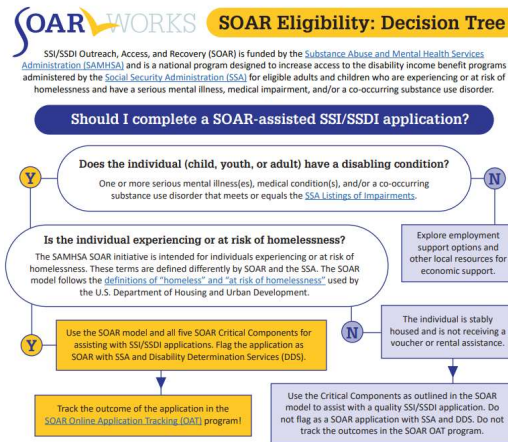 SOAR WORKS
SOAR Eligibility: Decision Tree
SSI/SSDI Outreach, Access, and Recovery (SOAR) is funded by the Substance Abuse and Mental Health Services
Administration (SAMHSA) and is a national program designed to increase access to the disability income benefit programs
administered by the Social Security Administration (SSA) for eligible adults and children who are experiencing or at risk of
homelessness and have a serious mental illness, medical impairment, and/or a co-occurring substance use disorder.
Should I complete a SOAR-assisted SSI/SSDI application?
Does the individual (child, youth, or adult) have a disabling condition?
One or more serious mental illness(es), medical condition(s), and/or a co-occurring
substance use disorder that meets or equals the SSA Listings of Impairments.
Y
N
Explore employment
support options and
other local resources for
economic support.
Is the individual experiencing or at risk of homelessness?
The SAMHSA SOAR initiative is intended for individuals experiencing or at risk of
homelessness. These terms are defined differently by SOAR and the SSA. The SOAR
model follows the definitions of "homeless" and "at risk of homelessness" used by
the U.S. Department of Housing and Urban Development.
Y
Use the SOAR model and all five SOAR Critical Components for
assisting with SSI/SSDI applications. Flag the application as
SOAR with SSA and Disability Determination Services (DDS).
N
The individual is stably
housed and is not receiving a
voucher or rental assistance.
Track the outcome of the application in the
SOAR Online Application Tracking (OAT) program!
Use the Critical Components as outlined in the SOAR
model to assist with a quality SSI/SSDI application. Do
not flag as a SOAR application with SSA and DDS. Do not
track the outcomes in the SOAR OAT program.